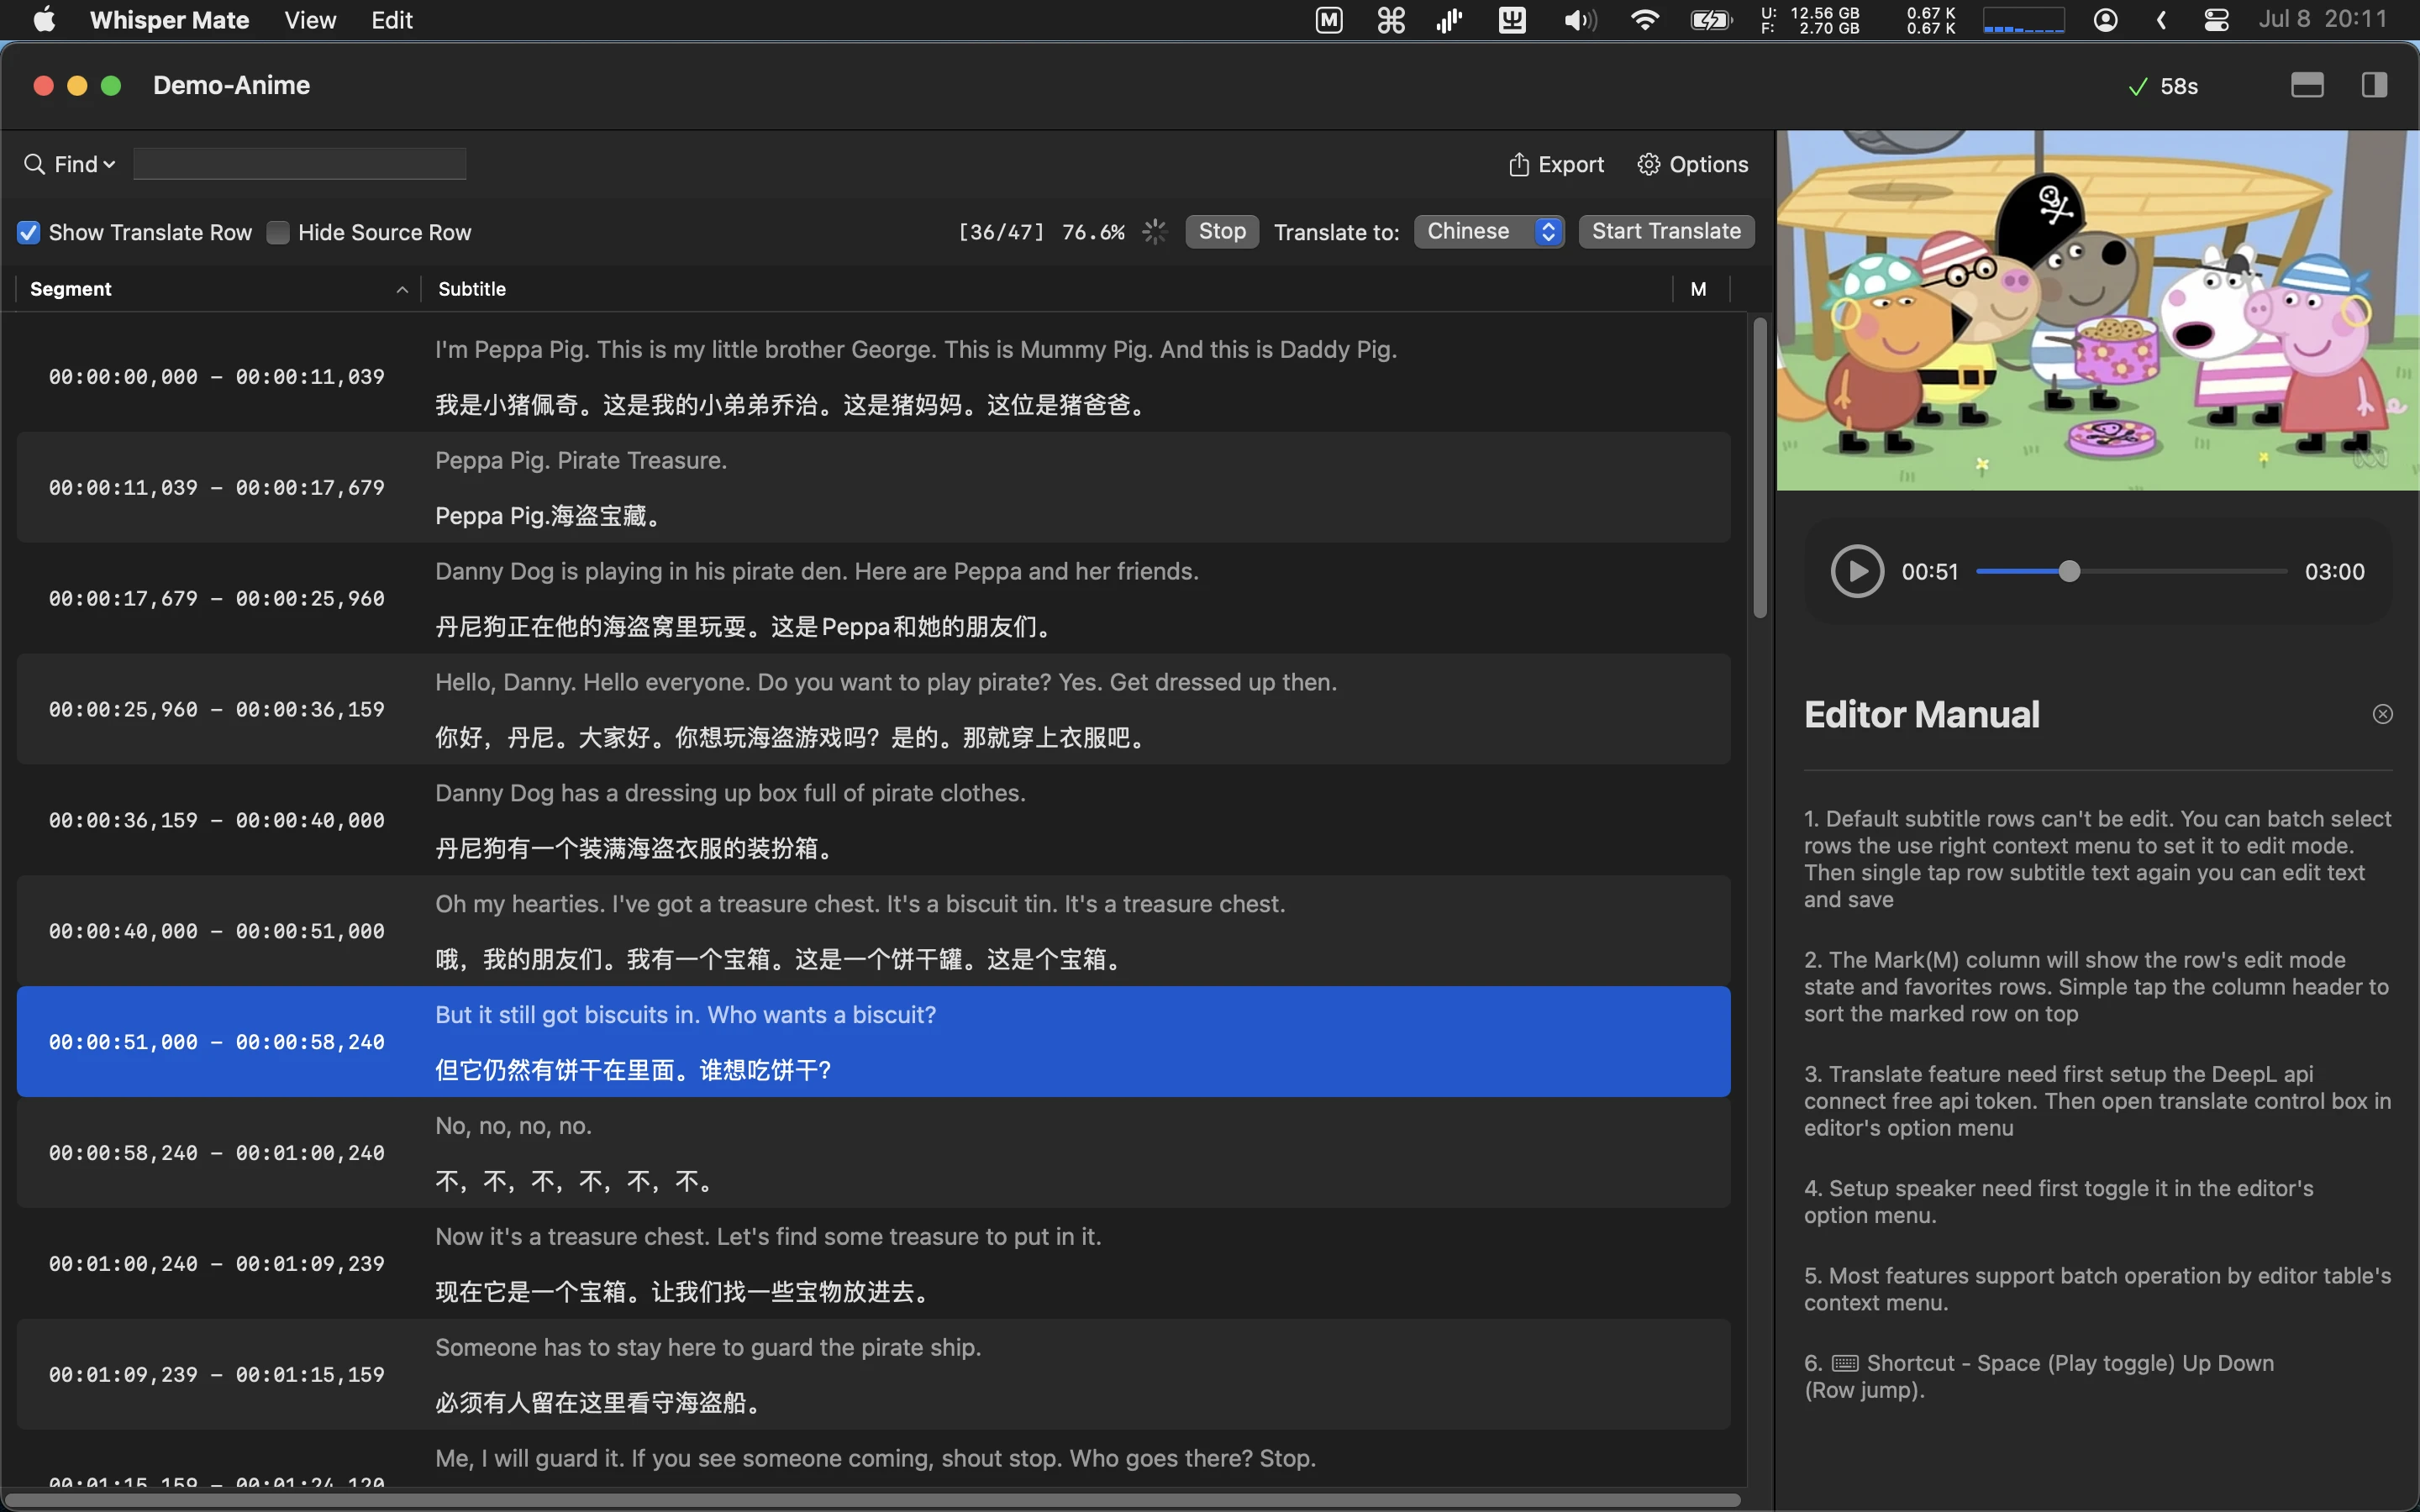 Whisper Mate View Edit
U: 12.56 GB 0.67 K
F: 2.70 GB 0.67 K
Jul 8 20:11
Demo-Anime
58s
Find
Export
Options
Show Translate Row
Hide Source Row
[36/47] 76.6%
Stop
Translate to:
Chinese
Start Translate
Segment
Subtitle
M
I'm Peppa Pig. This is my little brother George. This is Mummy Pig. And this is Daddy Pig.
00:00:00,000 – 00:00:11,039
我是小猪佩奇。这是我的小弟弟乔治。这是猪妈妈。这位是猪爸爸。
Peppa Pig. Pirate Treasure.
00:00:11,039 – 00:00:17,679
Peppa Pig.海盗宝藏。
Danny Dog is playing in his pirate den. Here are Peppa and her friends.
00:00:17,679 – 00:00:25,960
丹尼狗正在他的海盗窝里玩耍。这是Peppa和她的朋友们。
Hello, Danny. Hello everyone. Do you want to play pirate? Yes. Get dressed up then.
00:00:25,960 – 00:00:36,159
你好，丹尼。大家好。你想玩海盗游戏吗？是的。那就穿上衣服吧。
Danny Dog has a dressing up box full of pirate clothes.
00:00:36,159 – 00:00:40,000
丹尼狗有一个装满海盗衣服的装扮箱。
Oh my hearties. I've got a treasure chest. It's a biscuit tin. It's a treasure chest.
00:00:40,000 – 00:00:51,000
哦，我的朋友们。我有一个宝箱。这是一个饼干罐。这是个宝箱。
But it still got biscuits in. Who wants a biscuit?
00:00:51,000 – 00:00:58,240
但它仍然有饼干在里面。谁想吃饼干？
No, no, no, no.
00:00:58,240 – 00:01:00,240
不，不，不，不，不，不。
Now it's a treasure chest. Let's find some treasure to put in it.
00:01:00,240 – 00:01:09,239
现在它是一个宝箱。让我们找一些宝物放进去。
Someone has to stay here to guard the pirate ship.
00:01:09,239 – 00:01:15,159
必须有人留在这里看守海盗船。
Me, I will guard it. If you see someone coming, shout stop. Who goes there? Stop.
00:01:15,159 – 00:01:24,120
00:51
03:00
Editor Manual
1. Default subtitle rows can't be edit. You can batch select
rows the use right context menu to set it to edit mode.
Then single tap row subtitle text again you can edit text
and save
2. The Mark(M) column will show the row's edit mode
state and favorites rows. Simple tap the column header to
sort the marked row on top
3. Translate feature need first setup the DeepL api
connect free api token. Then open translate control box in
editor's option menu
4. Setup speaker need first toggle it in the editor's
option menu.
5. Most features support batch operation by editor table's
context menu.
6. Shortcut - Space (Play toggle) Up Down
(Row jump).